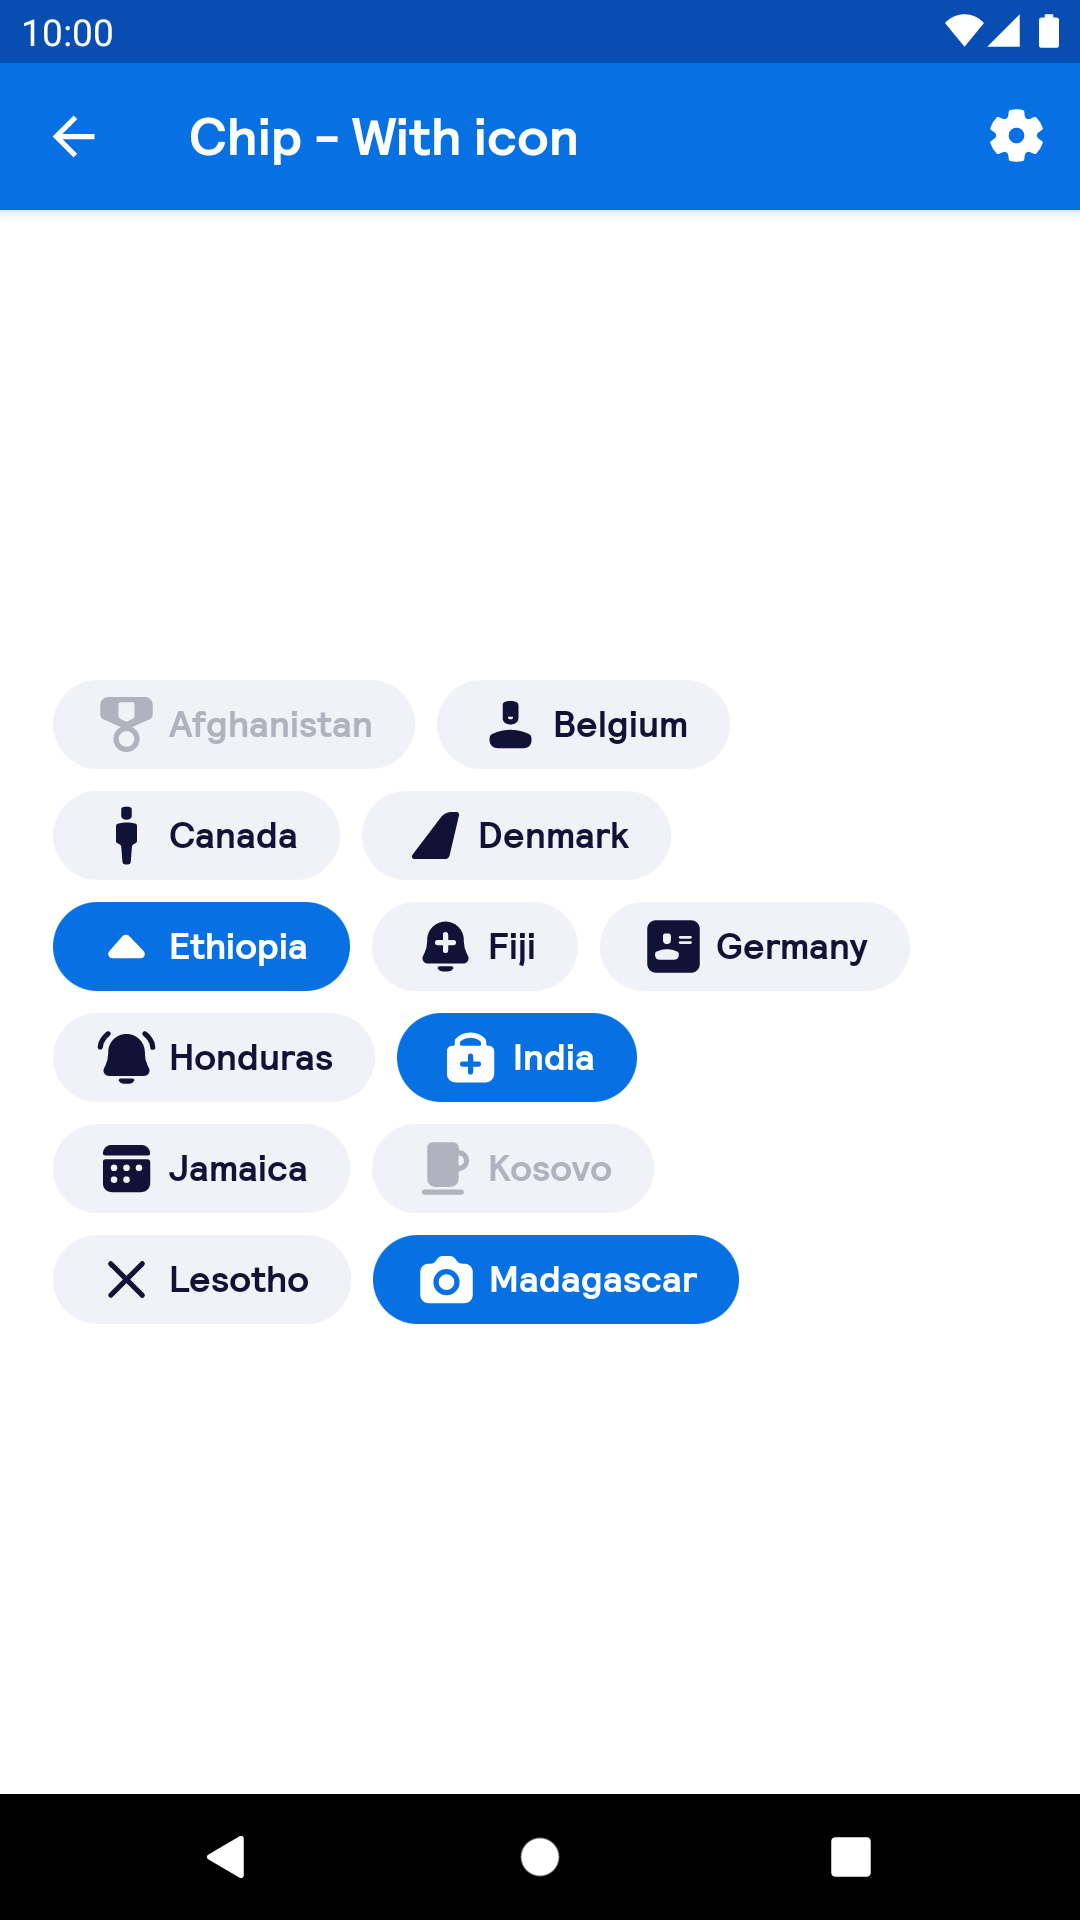 10:00
Chip - With icon
Afghanistan Belgium
Canada Denmark
Ethiopia Fiji Germany
Honduras India
Jamaica Kosovo
Lesotho Madagascar